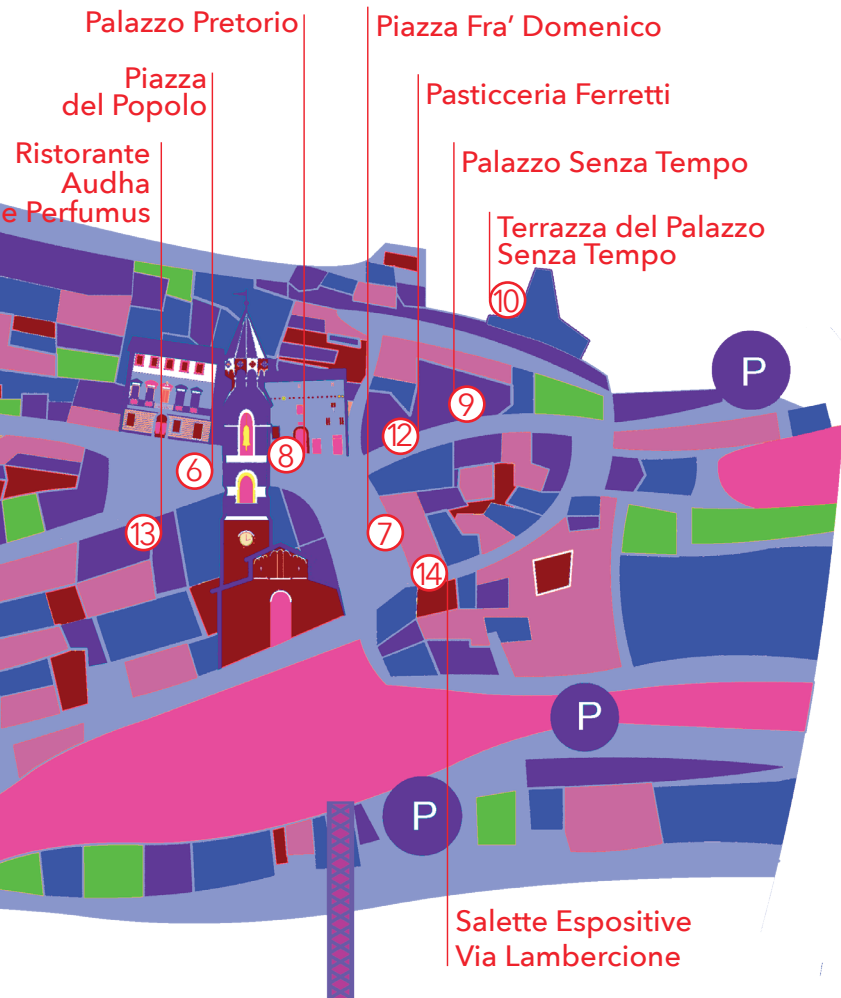 Palazzo Pretorio
Piazza Fra’ Domenico
Piazza
del Popolo
Pasticceria Ferretti
Ristorante
Audha
e Perfumus
Palazzo Senza Tempo
Terrazza del Palazzo
Senza Tempo
10
P
9
12
8
6
13
7
14
P
P
Salette Espositive
Via Lambercione